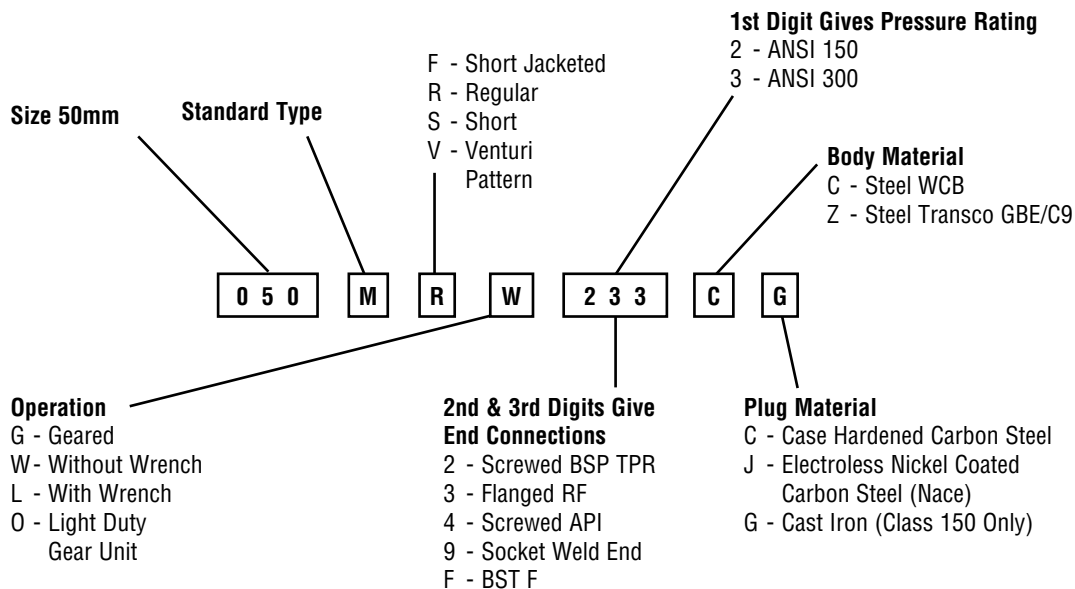 1st Digit Gives Pressure Rating
2 - ANSI 150
3 - ANSI 300
F - Short Jacketed
R - Regular
S - Short
V - Venturi
Pattern
Size 50mm
Standard Type
Body Material
C - Steel WCB
Z - Steel Transco GBE/C9
0 5 0 M R W 2 3 3 C G
Operation
G - Geared
W - Without Wrench
L - With Wrench
O - Light Duty
Gear Unit
2nd & 3rd Digits Give
End Connections
2 - Screwed BSP TPR
3 - Flanged RF
4 - Screwed API
9 - Socket Weld End
F - BST F
Plug Material
C - Case Hardened Carbon Steel
J - Electroless Nickel Coated
Carbon Steel (Nace)
G - Cast Iron (Class 150 Only)